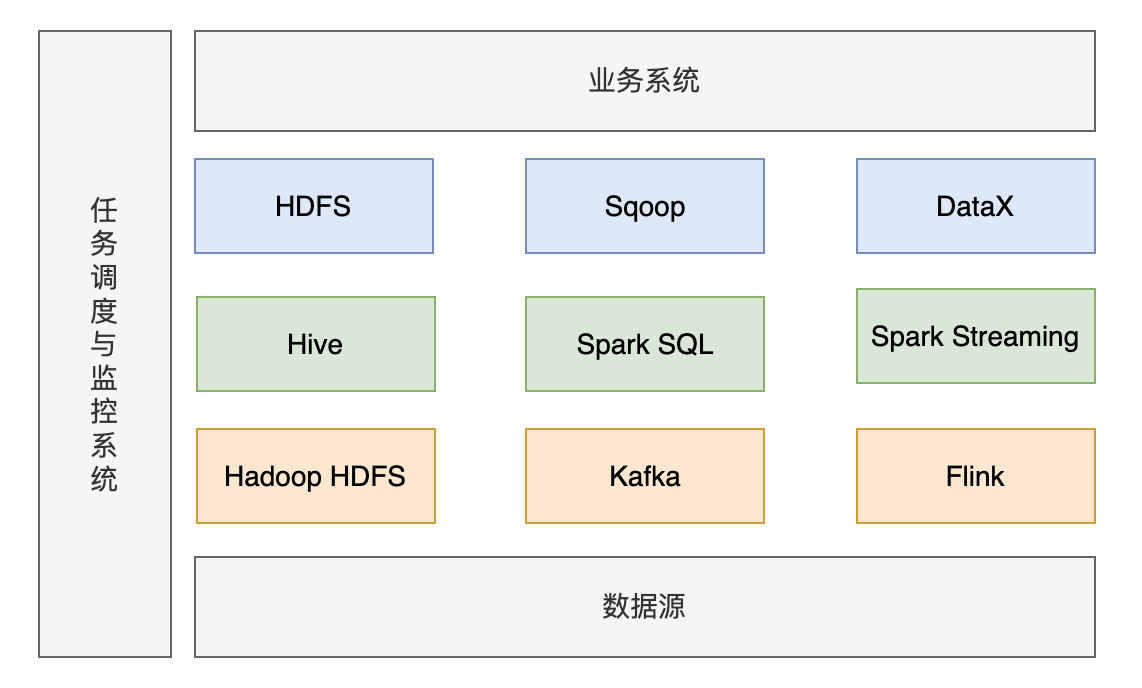 任务调度与监控系统
业务系统
HDFS
Sqoop
DataX
Hive
Spark SQL
Spark Streaming
Hadoop HDFS
Kafka
Flink
数据源